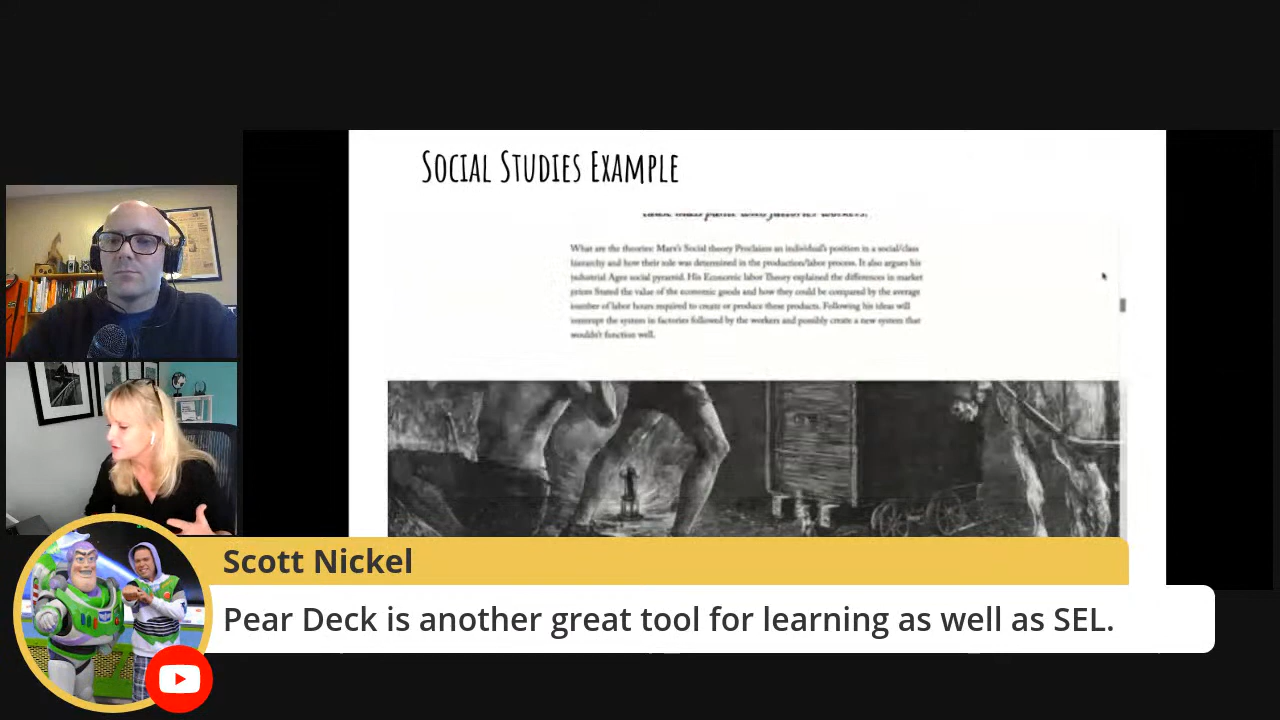 Social Studies Example
What are the theories: Marx's Social theory Proclaims an individual's position in a social/class
hierarchy and how their role was determined in the production/labor process. It also argues his
industrial Ages social pyramid. His Economic labor Theory explained the differences in market
prices Stated the value of the economic goods and how they could be compared by the average
number of labor hours required to create or produce these products. Following his ideas will
interrupt the system in factories followed by the workers and possibly create a new system that
wouldn't function well.
Scott Nickel
Pear Deck is another great tool for learning as well as SEL.